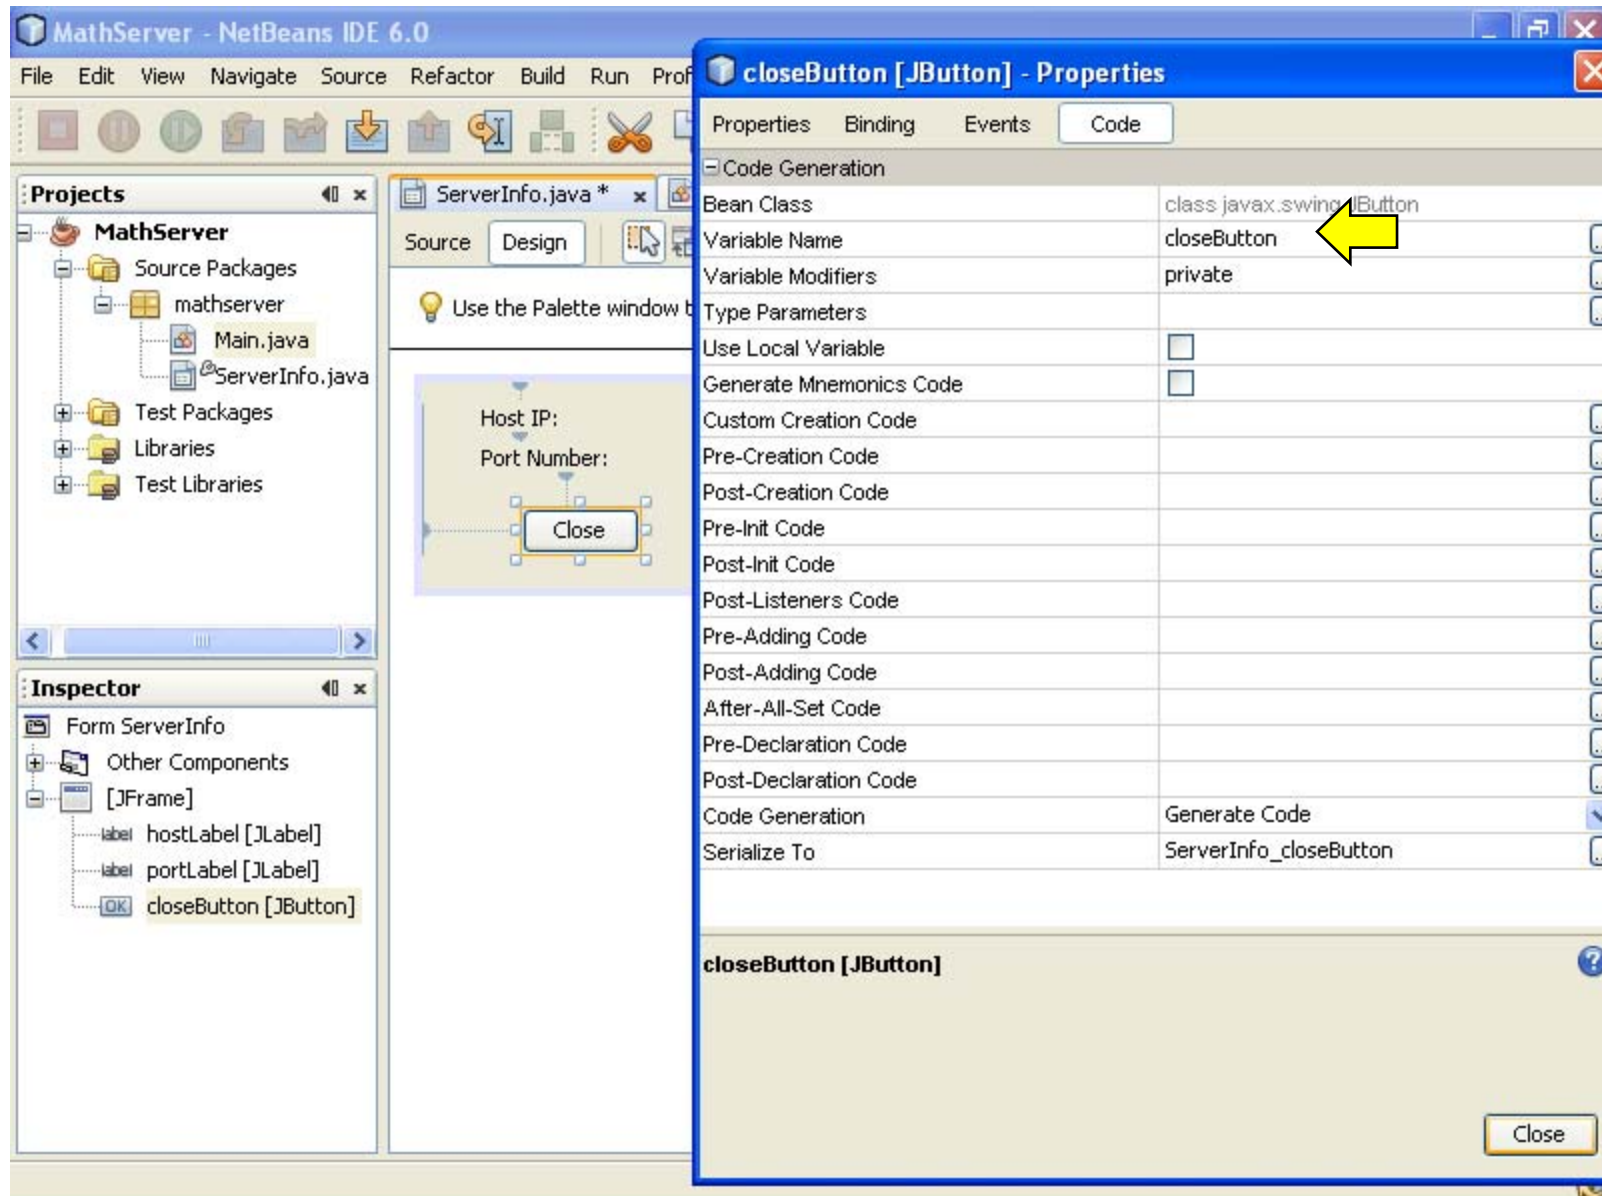 MathServer - NetBeans IDE 6.0
File Edit View Navigate Source Refactor Build Run Prof
Projects
MathServer
Source Packages
mathserver
Main.java
ServerInfo.java
Test Packages
Libraries
Test Libraries
Inspector
Form ServerInfo
Other Components
[JFrame]
label hostLabel [JLabel]
label portLabel [JLabel]
OK closeButton [JButton]
ServerInfo.java *
Source Design
Use the Palette window t
Host IP:
Port Number:
Close
closeButton [JButton] - Properties
Properties Binding Events Code
Code Generation
Bean Class class javax.swing.JButton
Variable Name closeButton
Variable Modifiers private
Type Parameters
Use Local Variable
Generate Mnemonics Code
Custom Creation Code
Pre-Creation Code
Post-Creation Code
Pre-Init Code
Post-Init Code
Post-Listeners Code
Pre-Adding Code
Post-Adding Code
After-All-Set Code
Pre-Declaration Code
Post-Declaration Code
Code Generation Generate Code
Serialize To ServerInfo_closeButton
closeButton [JButton]
Close